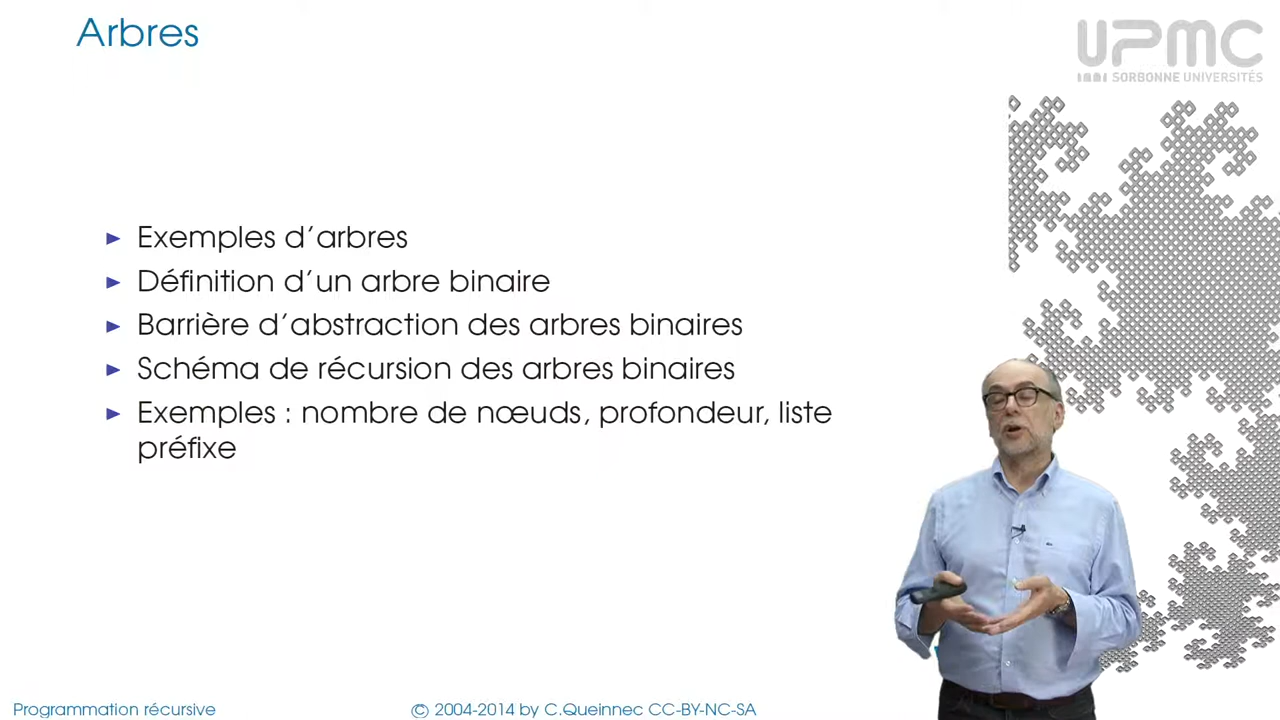 Arbres
UPMC
SORBONNE UNIVERSITÉS
Exemples d'arbres
Définition d'un arbre binaire
Barrière d'abstraction des arbres binaires
Schéma de récursion des arbres binaires
Exemples : nombre de nœuds, profondeur, liste
préfixe
Programmation récursive
© 2004-2014 by C.Queinnec CC-BY-NC-SA